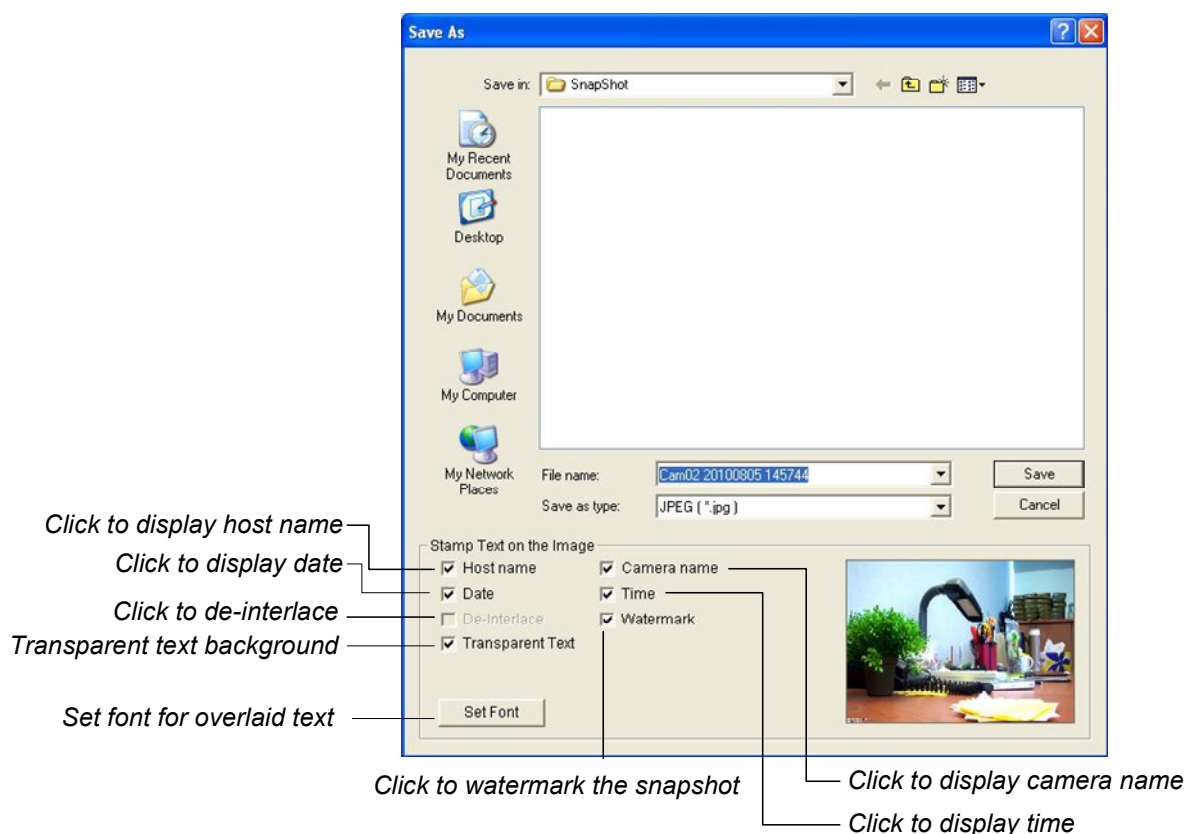 Save As
Save in:
SnapShot
My Recent
Documents
Desktop
My Documents
My Computer
My Network
Places
File name:
Cam02 20100805 145744
Save
Save as type:
JPEG ( *.jpg )
Cancel
Stamp Text on the Image
Click to display host name
Host name
Camera name
Click to display date
Date
Time
Click to de-interlace
De-Interlace
Watermark
Transparent text background
Transparent Text
Set font for overlaid text
Set Font
Click to watermark the snapshot
Click to display camera name
Click to display time